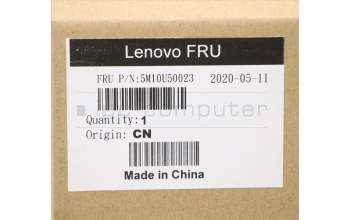 Lenovo FRU
FRU P/N:5M10U50023 2020-05-11
Quantity:1
Origin: CN
Made in China